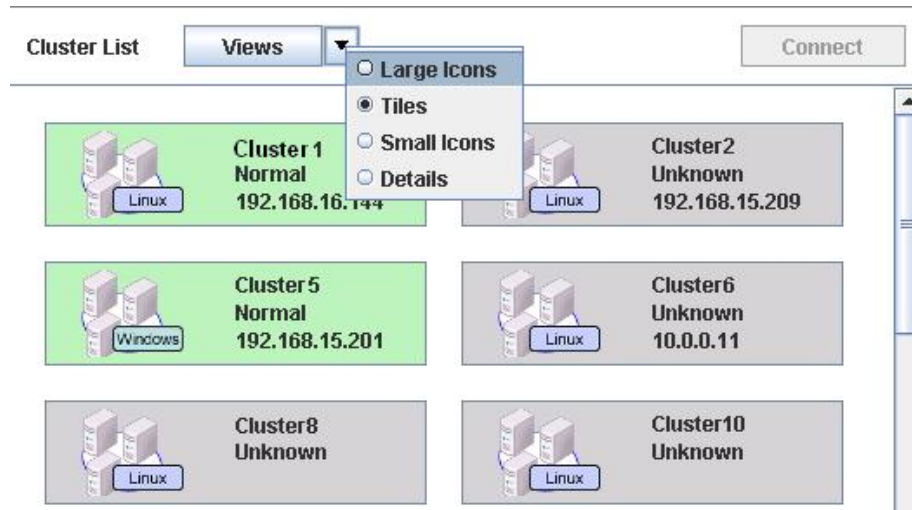 Cluster List Views Connect
Large Icons
Tiles
Small Icons
Details
Cluster 1
Normal
192.168.16.144
Linux
Cluster2
Unknown
192.168.15.209
Linux
Cluster5
Normal
192.168.15.201
Windows
Cluster6
Unknown
10.0.0.11
Linux
Cluster8
Unknown
Linux
Cluster10
Unknown
Linux